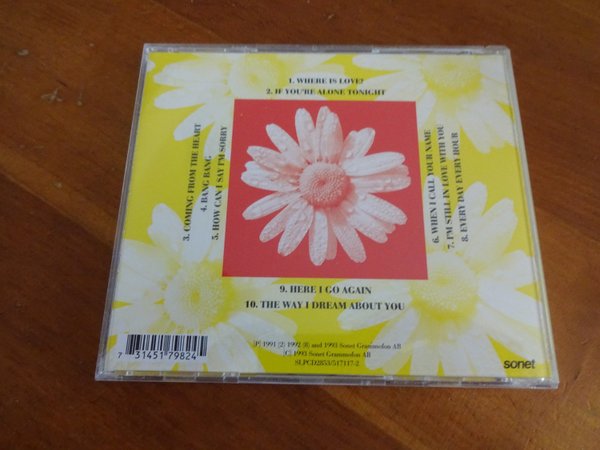 1. WHERE IS LOVE?
2. IF YOU'RE ALONE TONIGHT
3. COMING FROM THE HEART
4. BANG BANG
5. HOW CAN I SAY I'M SORRY
6. WHEN I CALL YOUR NAME
7. I'M STILL IN LOVE WITH YOU
8. EVERY DAY EVERY HOUR
9. HERE I GO AGAIN
10. THE WAY I DREAM ABOUT YOU
[P] 1991 [2] 1992 [8] and 1993 Sonet Grammofon AB
[C] 1993 Sonet Grammofon AB
SLPCD2853/517117-2
7 31451 79824
sonet